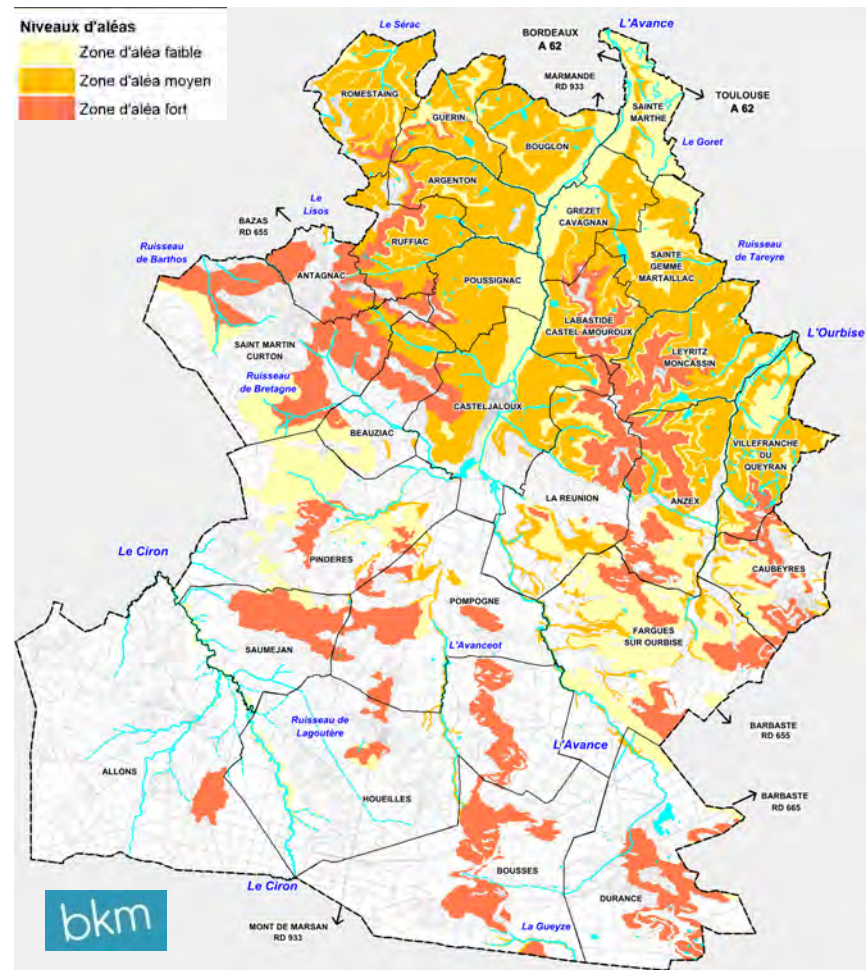 Niveaux d'aléas
Zone d'aléa faible
Zone d'aléa moyen
Zone d'aléa fort
Le Sérac
BORDEAUX
A 62
L'Avance
MARMANDE
RD 933
TOULOUSE
A 62
ROMESTAING
SAINTE
MARTHE
GUERIN
BOUGLON
Le Goret
ARGENTON
Le
Lisos
BAZAS
RD 655
GREZET
CAVAGNAN
RUFFIAC
Ruisseau
de Barthos
SAINTE
GEMME
MARTAILLAC
Ruisseau
de Tareyre
ANTAGNAC
POUSSIGNAC
LABASTIDE
CASTEL AMOUROUX
L'Ourbise
SAINT MARTIN
CURTON
LEYRITZ
MONCASSIN
Ruisseau
de Bretagne
CASTELJALOUX
BEAUZIAC
VILLEFRANCHE
DU
QUEYRAN
LA REUNION
ANZEX
Le Ciron
PINDERES
CAUBEYRES
POMPOGNE
FARGUES
SUR OURBISE
SAUMEJAN
L'Avanceot
Ruisseau de
Lagoutère
L'Avance
BARBASTE
RD 655
ALLONS
HOUEILLES
BARBASTE
RD 665
BOUSSES
Le Ciron
DURANCE
bkm
MONT DE MARSAN
RD 933
La Gueyze